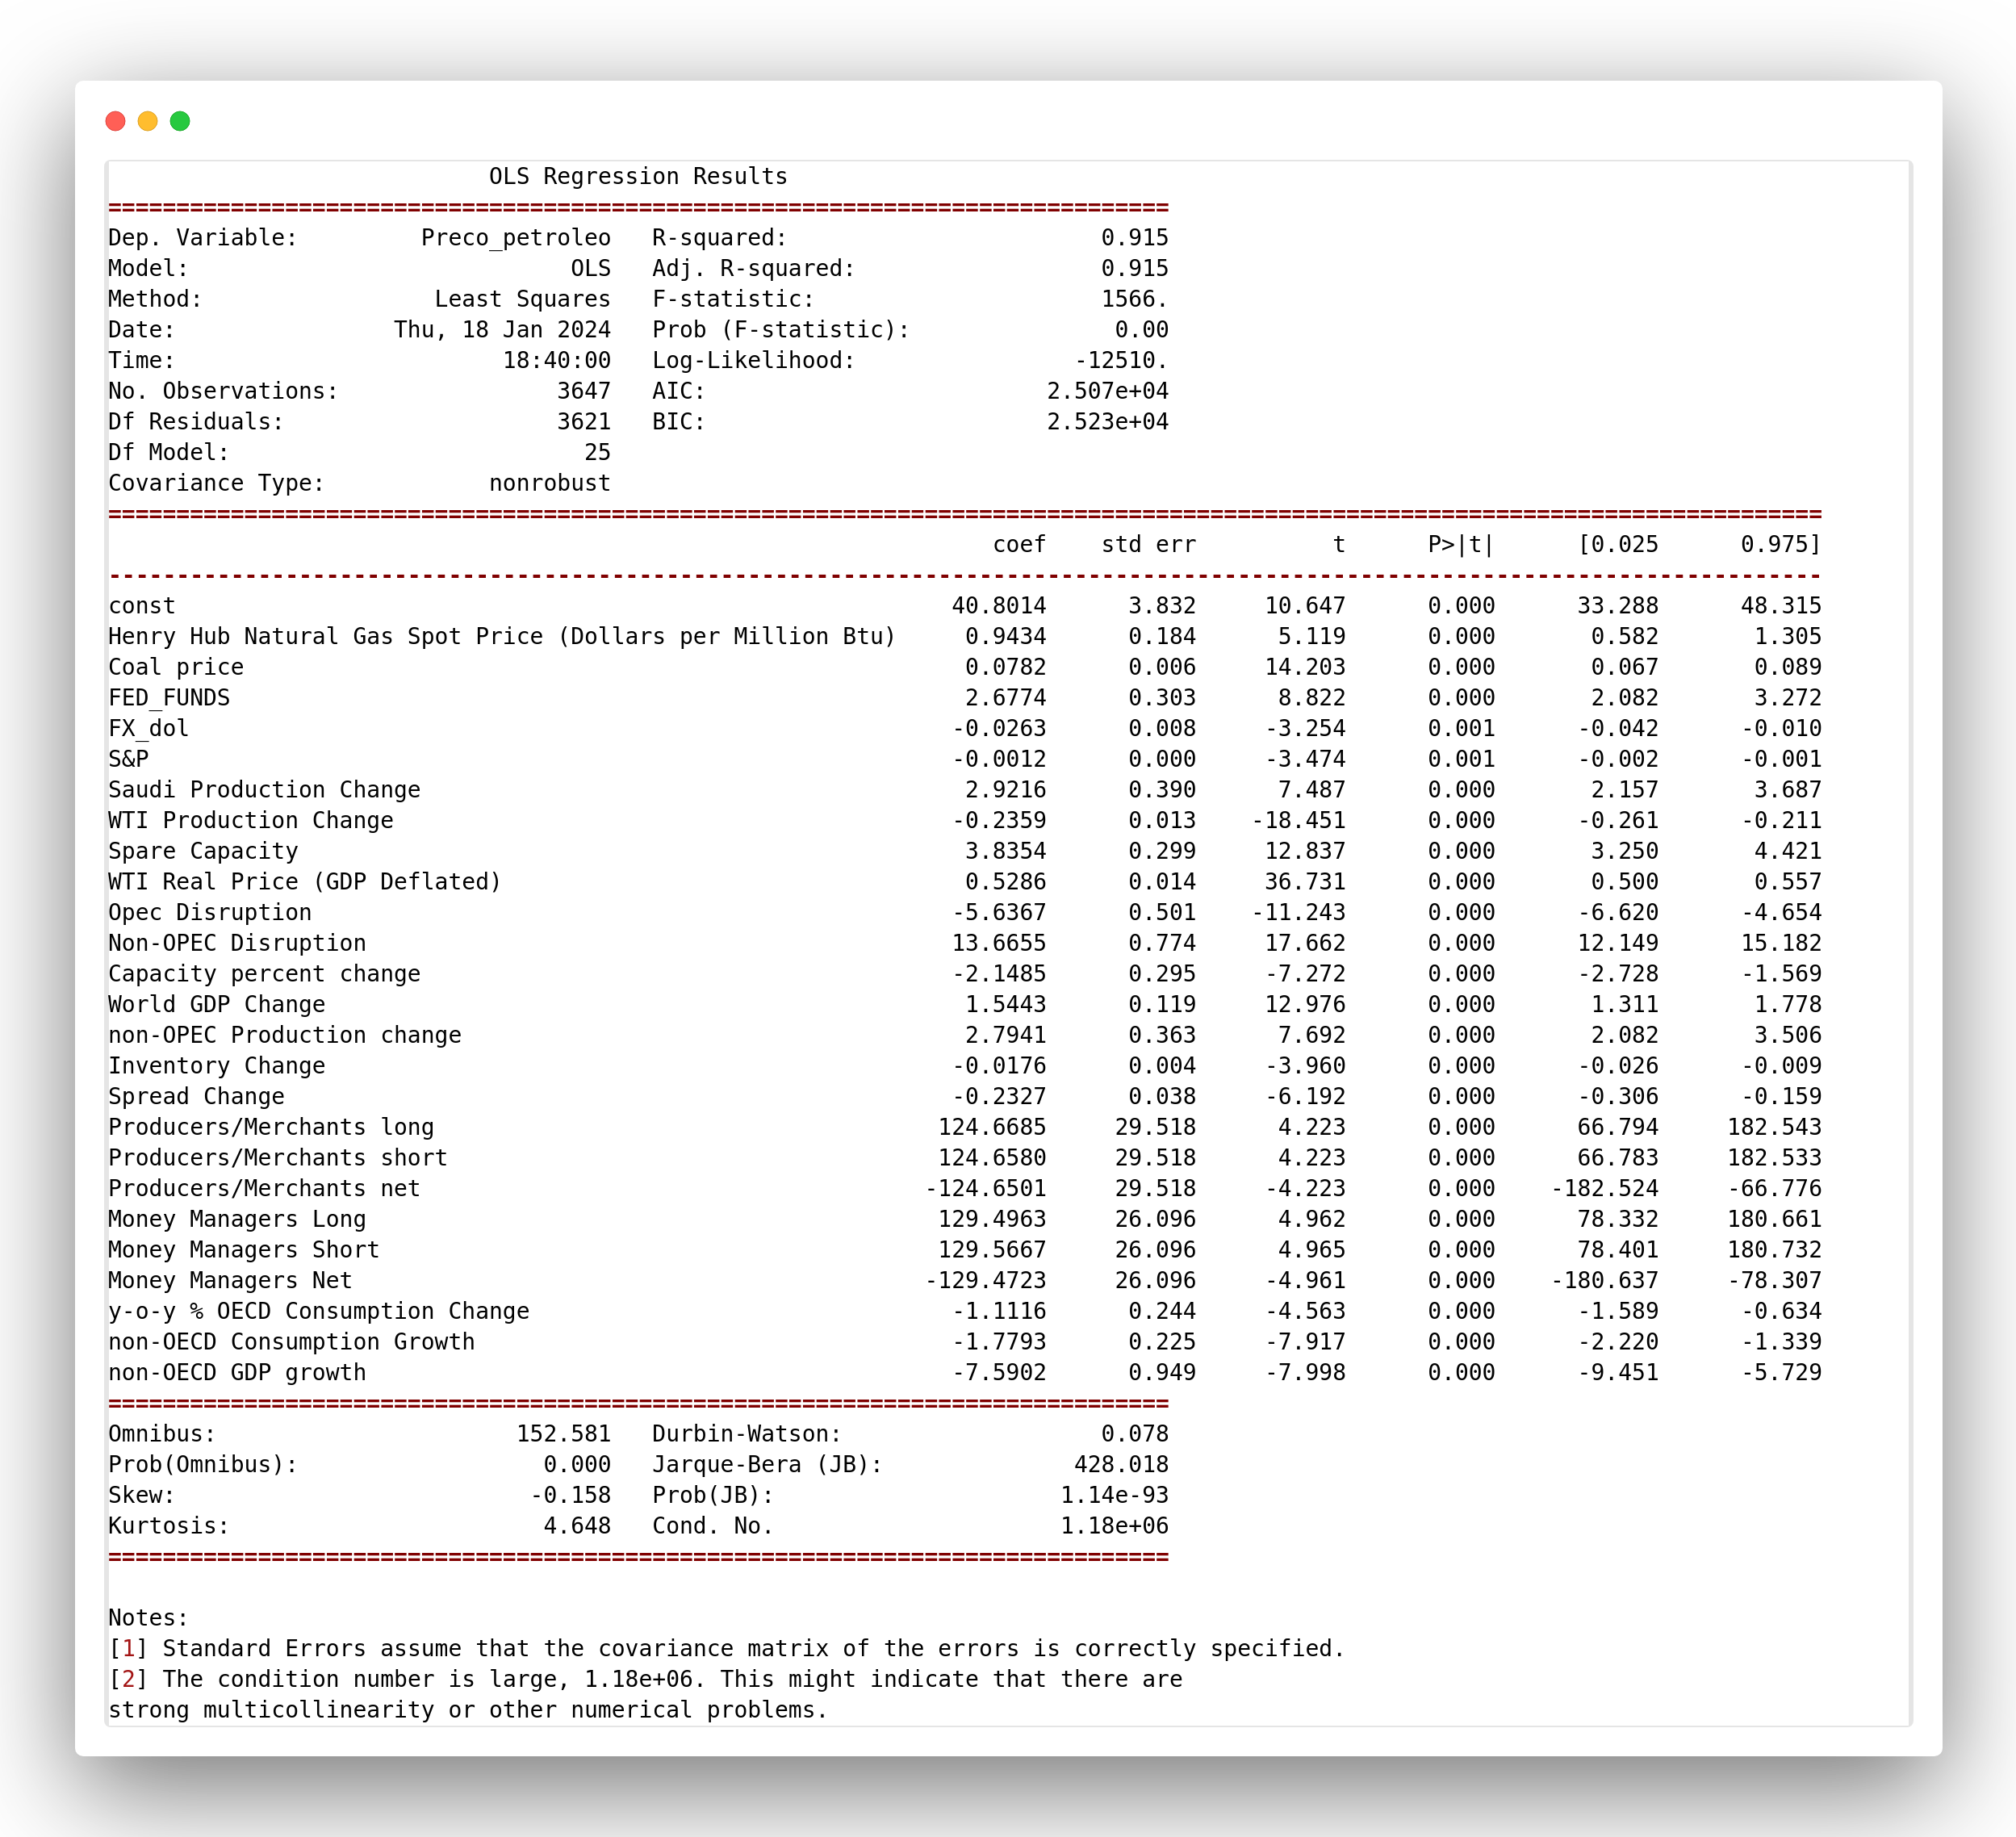 OLS Regression Results
==============================================================================
Dep. Variable: Preco_petroleo R-squared: 0.915
Model: OLS Adj. R-squared: 0.915
Method: Least Squares F-statistic: 1566.
Date: Thu, 18 Jan 2024 Prob (F-statistic): 0.00
Time: 18:40:00 Log-Likelihood: -12510.
No. Observations: 3647 AIC: 2.507e+04
Df Residuals: 3621 BIC: 2.523e+04
Df Model: 25
Covariance Type: nonrobust
==============================================================================================================================
coef std err t P>|t| [0.025 0.975]
------------------------------------------------------------------------------------------------------------------------------
const 40.8014 3.832 10.647 0.000 33.288 48.315
Henry Hub Natural Gas Spot Price (Dollars per Million Btu) 0.9434 0.184 5.119 0.000 0.582 1.305
Coal price 0.0782 0.006 14.203 0.000 0.067 0.089
FED_FUNDS 2.6774 0.303 8.822 0.000 2.082 3.272
FX_dol -0.0263 0.008 -3.254 0.001 -0.042 -0.010
S&P -0.0012 0.000 -3.474 0.001 -0.002 -0.001
Saudi Production Change 2.9216 0.390 7.487 0.000 2.157 3.687
WTI Production Change -0.2359 0.013 -18.451 0.000 -0.261 -0.211
Spare Capacity 3.8354 0.299 12.837 0.000 3.250 4.421
WTI Real Price (GDP Deflated) 0.5286 0.014 36.731 0.000 0.500 0.557
Opec Disruption -5.6367 0.501 -11.243 0.000 -6.620 -4.654
Non-OPEC Disruption 13.6655 0.774 17.662 0.000 12.149 15.182
Capacity percent change -2.1485 0.295 -7.272 0.000 -2.728 -1.569
World GDP Change 1.5443 0.119 12.976 0.000 1.311 1.778
non-OPEC Production change 2.7941 0.363 7.692 0.000 2.082 3.506
Inventory Change -0.0176 0.004 -3.960 0.000 -0.026 -0.009
Spread Change -0.2327 0.038 -6.192 0.000 -0.306 -0.159
Producers/Merchants long 124.6685 29.518 4.223 0.000 66.794 182.543
Producers/Merchants short 124.6580 29.518 4.223 0.000 66.783 182.533
Producers/Merchants net -124.6501 29.518 -4.223 0.000 -182.524 -66.776
Money Managers Long 129.4963 26.096 4.962 0.000 78.332 180.661
Money Managers Short 129.5667 26.096 4.965 0.000 78.401 180.732
Money Managers Net -129.4723 26.096 -4.961 0.000 -180.637 -78.307
y-o-y % OECD Consumption Change -1.1116 0.244 -4.563 0.000 -1.589 -0.634
non-OECD Consumption Growth -1.7793 0.225 -7.917 0.000 -2.220 -1.339
non-OECD GDP growth -7.5902 0.949 -7.998 0.000 -9.451 -5.729
==============================================================================
Omnibus: 152.581 Durbin-Watson: 0.078
Prob(Omnibus): 0.000 Jarque-Bera (JB): 428.018
Skew: -0.158 Prob(JB): 1.14e-93
Kurtosis: 4.648 Cond. No. 1.18e+06
==============================================================================
Notes:
[1] Standard Errors assume that the covariance matrix of the errors is correctly specified.
[2] The condition number is large, 1.18e+06. This might indicate that there are
strong multicollinearity or other numerical problems.